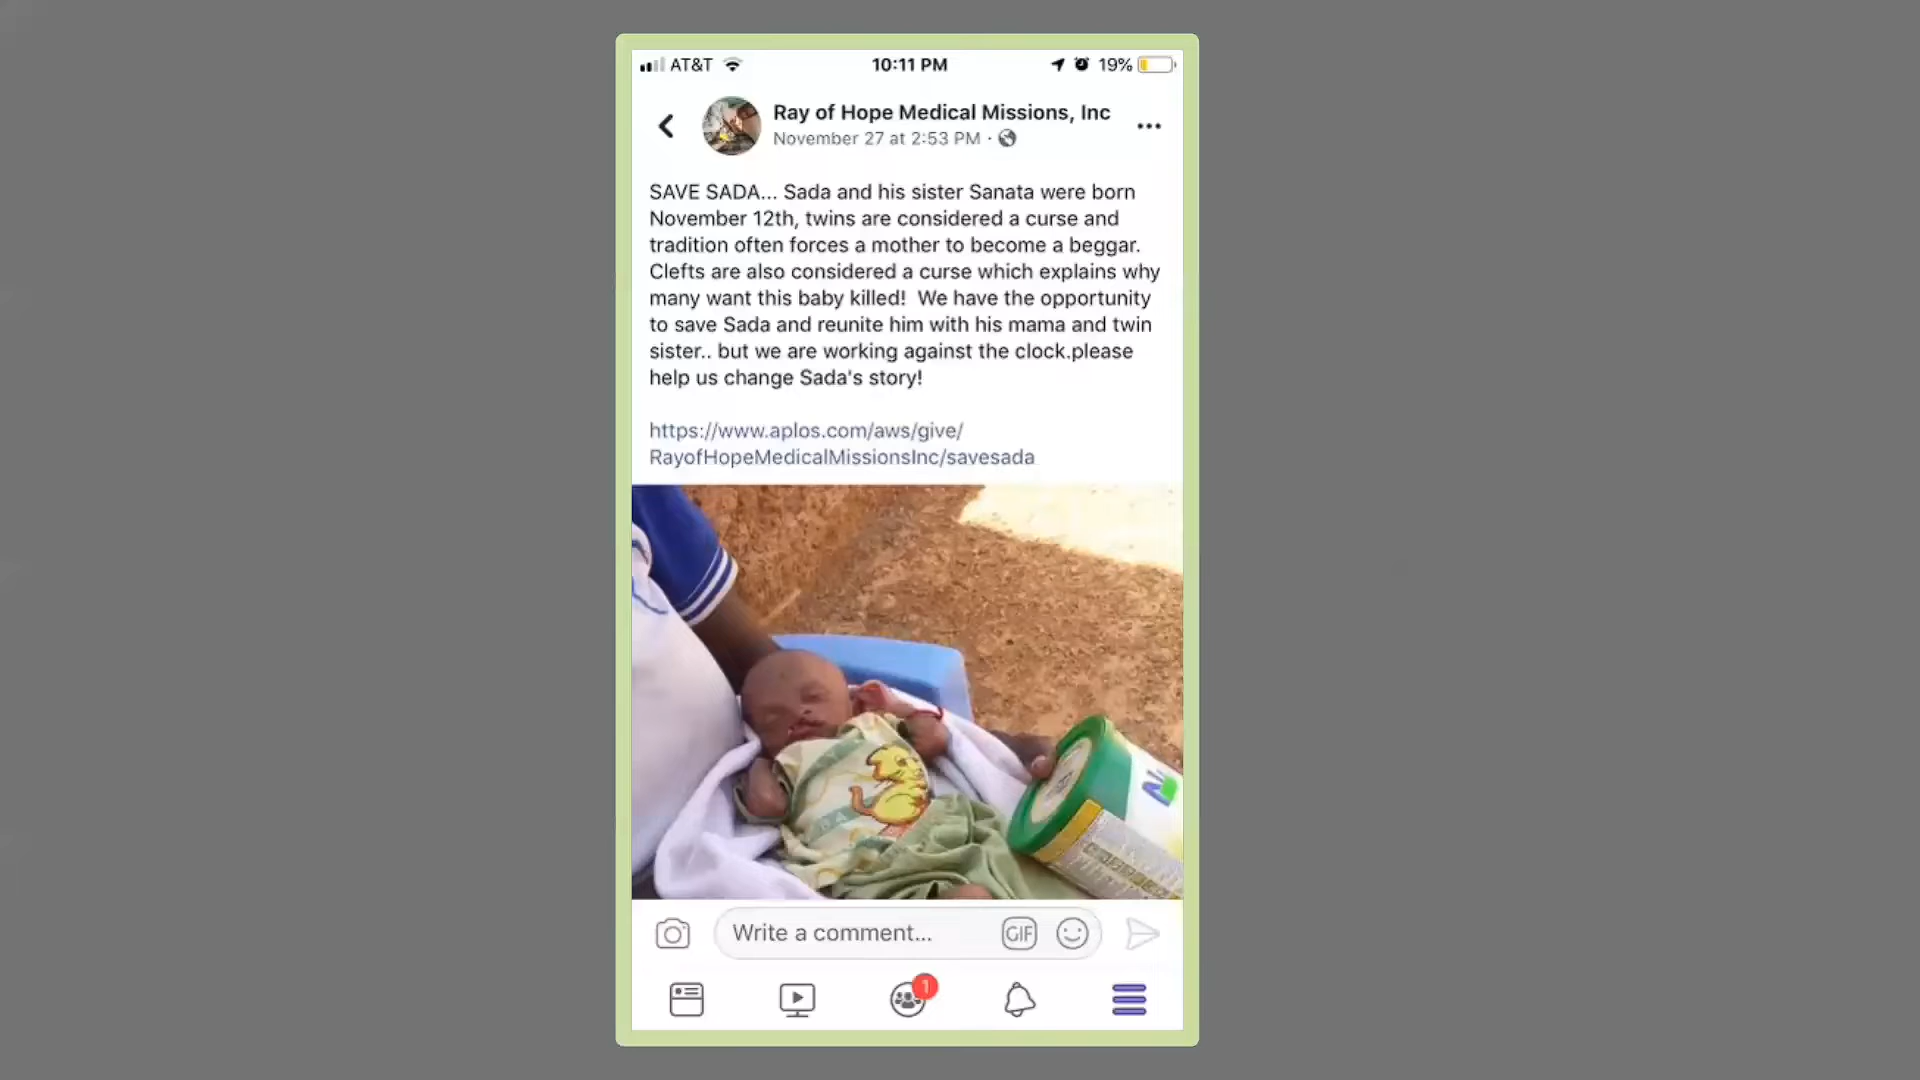 AT&T 10:11 PM 19%
Ray of Hope Medical Missions, Inc
November 27 at 2:53 PM ·
SAVE SADA... Sada and his sister Sanata were born
November 12th, twins are considered a curse and
tradition often forces a mother to become a beggar.
Clefts are also considered a curse which explains why
many want this baby killed!  We have the opportunity
to save Sada and reunite him with his mama and twin
sister.. but we are working against the clock.please
help us change Sada's story!
https://www.aplos.com/aws/give/
RayofHopeMedicalMissionsInc/savesada
Write a comment... GIF
1